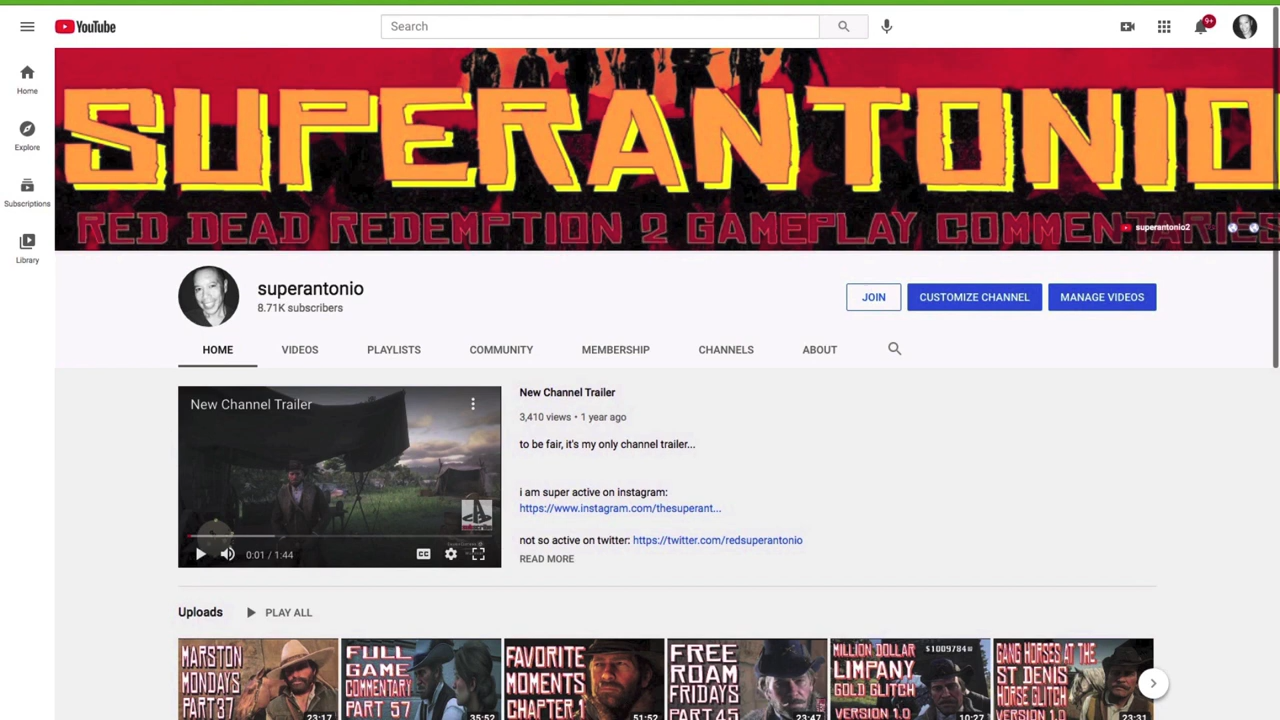 YouTube
Search
9+
Home
Explore
Subscriptions
Library
SUPERANTONIO
RED DEAD REDEMPTION 2 GAMEPLAY COMMENTARIES
superantonio2
superantonio
8.71K subscribers
JOIN
CUSTOMIZE CHANNEL
MANAGE VIDEOS
HOME
VIDEOS
PLAYLISTS
COMMUNITY
MEMBERSHIP
CHANNELS
ABOUT
New Channel Trailer
0:01 / 1:44
CC
New Channel Trailer
3,410 views • 1 year ago
to be fair, it's my only channel trailer...
i am super active on instagram:
https://www.instagram.com/thesuperant...
not so active on twitter: https://twitter.com/redsuperantonio
READ MORE
Uploads
PLAY ALL
MARSTON
MONDAYS
PART 37
23:17
FULL
GAME
COMMENTARY
PART 57
35:52
FAVORITE
MOMENTS
CHAPTER 1
51:52
FREE
ROAM
FRIDAYS
PART 45
23:47
MILLION DOLLAR
LIMPANY
GOLD GLITCH
VERSION 1.0
10:27
GANG HORSES AT THE
ST DENIS
HORSE GLITCH
VERSION 1.0
23:31